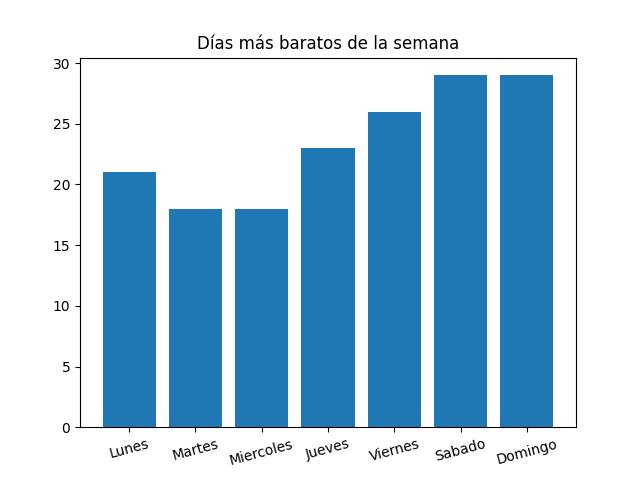 Días más baratos de la semana
30
25
20
15
10
5
0
Lunes
Martes
Miercoles
Jueves
Viernes
Sabado
Domingo